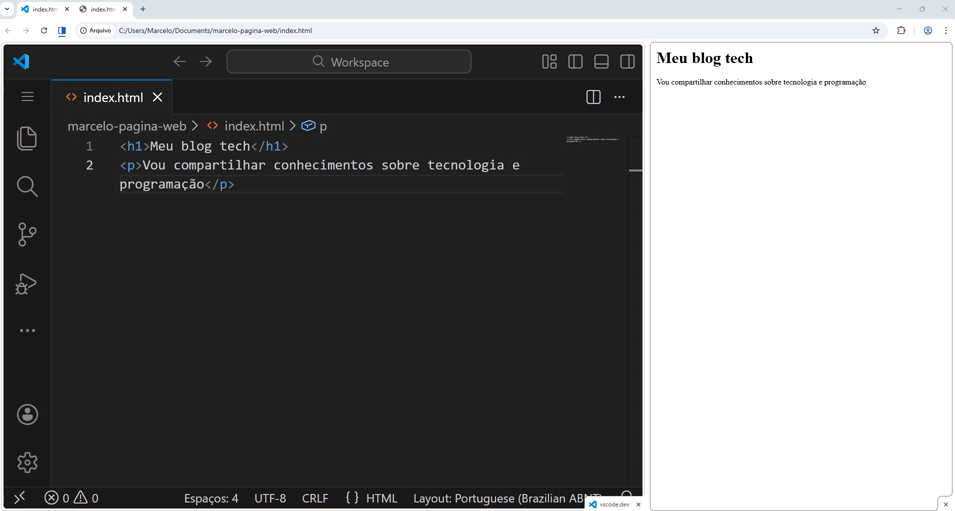 index.htm
index.htm
Arquivo
C:/Users/Marcelo/Documents/marcelo-pagina-web/index.html
Workspace
index.html
marcelo-pagina-web > index.html > p
1 <h1>Meu blog tech</h1>
2 <p>Vou compartilhar conhecimentos sobre tecnologia e
programação</p>
0 0
Espaços: 4
UTF-8
CRLF
{ } HTML
Layout: Portuguese (Brazilian ABNT
vscode.dev
Meu blog tech
Vou compartilhar conhecimentos sobre tecnologia e programação